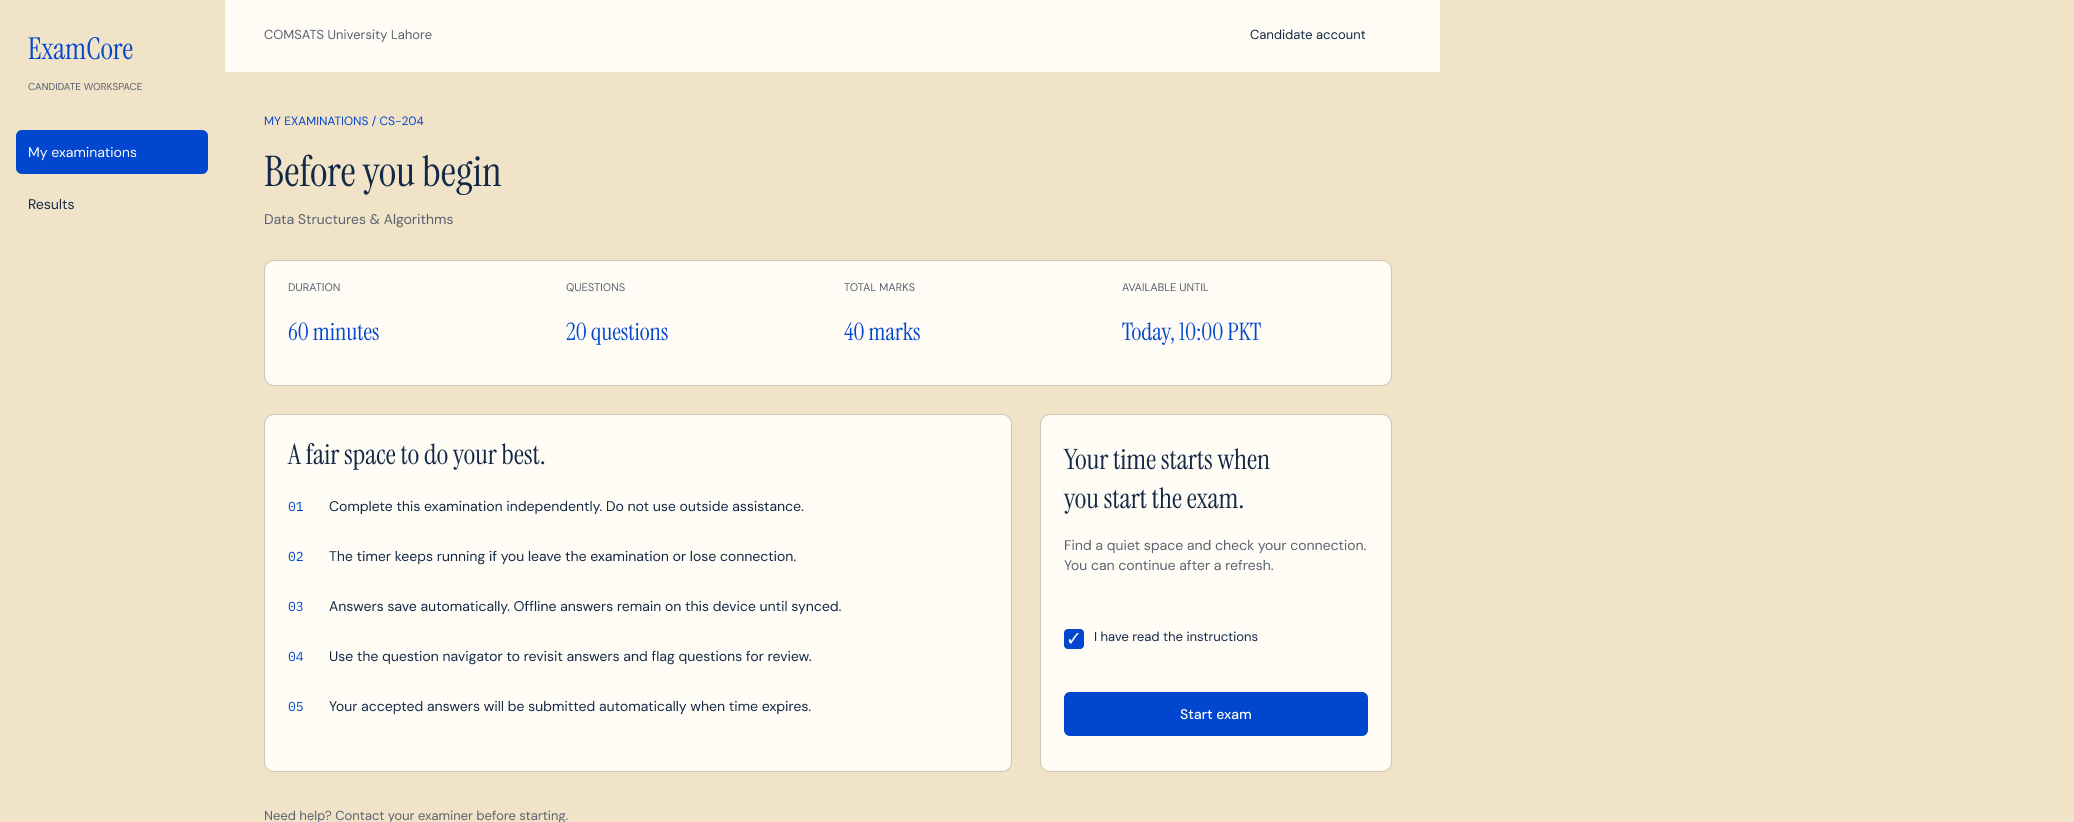 ExamCore
CANDIDATE WORKSPACE
My examinations
Results
COMSATS University Lahore
Candidate account
MY EXAMINATIONS / CS-204
Before you begin
Data Structures & Algorithms
DURATION
60 minutes
QUESTIONS
20 questions
TOTAL MARKS
40 marks
AVAILABLE UNTIL
Today, 10:00 PKT
A fair space to do your best.
01 Complete this examination independently. Do not use outside assistance.
02 The timer keeps running if you leave the examination or lose connection.
03 Answers save automatically. Offline answers remain on this device until synced.
04 Use the question navigator to revisit answers and flag questions for review.
05 Your accepted answers will be submitted automatically when time expires.
Your time starts when
you start the exam.
Find a quiet space and check your connection.
You can continue after a refresh.
✓ I have read the instructions
Start exam
Need help? Contact your examiner before starting.